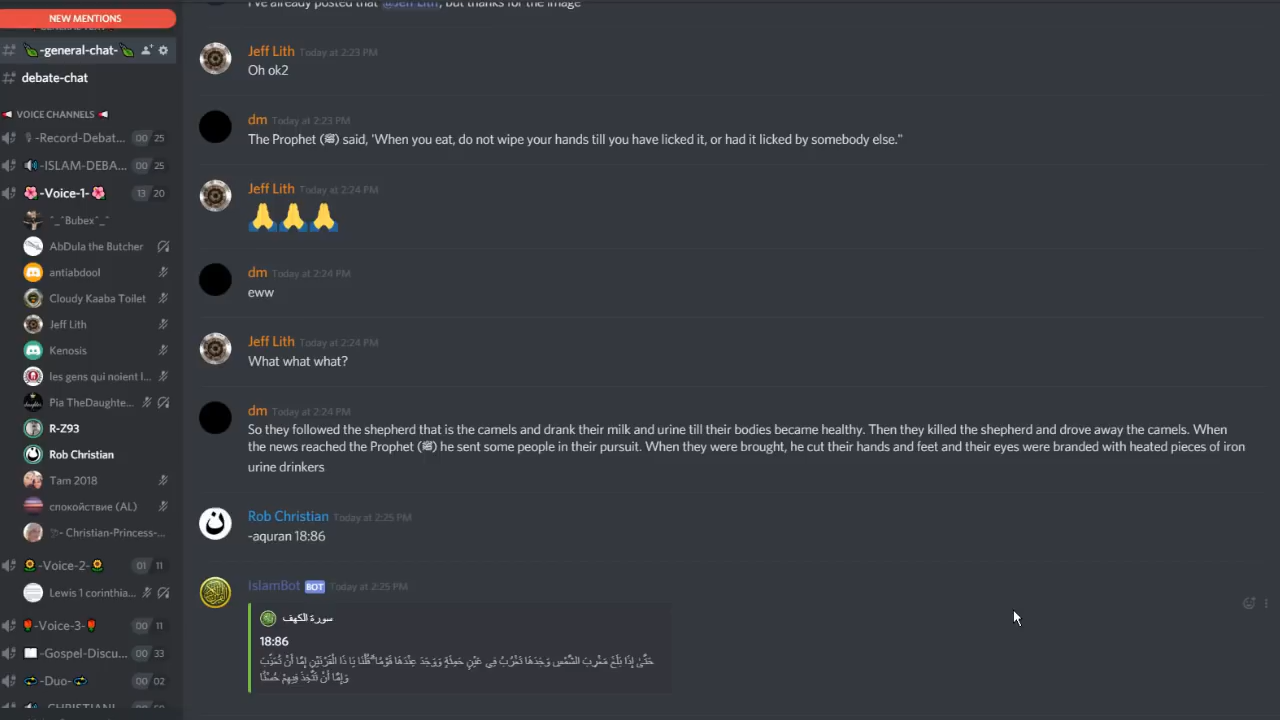 NEW MENTIONS
-general-chat-
debate-chat
VOICE CHANNELS
-Record-Debat... 00 25
-ISLAM-DEBA... 00 25
-Voice-1- 13 20
^_^Bubex^_^
AbDula the Butcher
antiabdool
Cloudy Kaaba Toilet
Jeff Lith
Kenosis
les gens qui noient l...
Pia TheDaughte...
R-Z93
Rob Christian
Tam 2018
спокойствие (AL)
- Christian-Princess-...
-Voice-2- 01 11
Lewis 1 corinthia...
-Voice-3- 00 11
-Gospel-Discu... 00 33
-Duo- 00 02
I've already posted that @Jeff Lith, but thanks for the image
Jeff Lith Today at 2:23 PM
Oh ok2
dm Today at 2:23 PM
The Prophet (ﷺ) said, 'When you eat, do not wipe your hands till you have licked it, or had it licked by somebody else."
Jeff Lith Today at 2:24 PM
🙏🙏🙏
dm Today at 2:24 PM
eww
Jeff Lith Today at 2:24 PM
What what what?
dm Today at 2:24 PM
So they followed the shepherd that is the camels and drank their milk and urine till their bodies became healthy. Then they killed the shepherd and drove away the camels. When
the news reached the Prophet (ﷺ) he sent some people in their pursuit. When they were brought, he cut their hands and feet and their eyes were branded with heated pieces of iron
urine drinkers
Rob Christian Today at 2:25 PM
-aquran 18:86
IslamBot BOT Today at 2:25 PM
سورة الكهف
18:86
حَتَّىٰ إِذَا بَلَغَ مَغْرِبَ الشَّمْسِ وَجَدَهَا تَغْرُبُ فِي عَيْنٍ حَمِئَةٍ وَوَجَدَ عِنْدَهَا قَوْمًا ۗ قُلْنَا يَا ذَا الْقَرْنَيْنِ إِمَّا أَنْ تُعَذِّبَ
وَإِمَّا أَنْ تَتَّخِذَ فِيهِمْ حُسْنًا